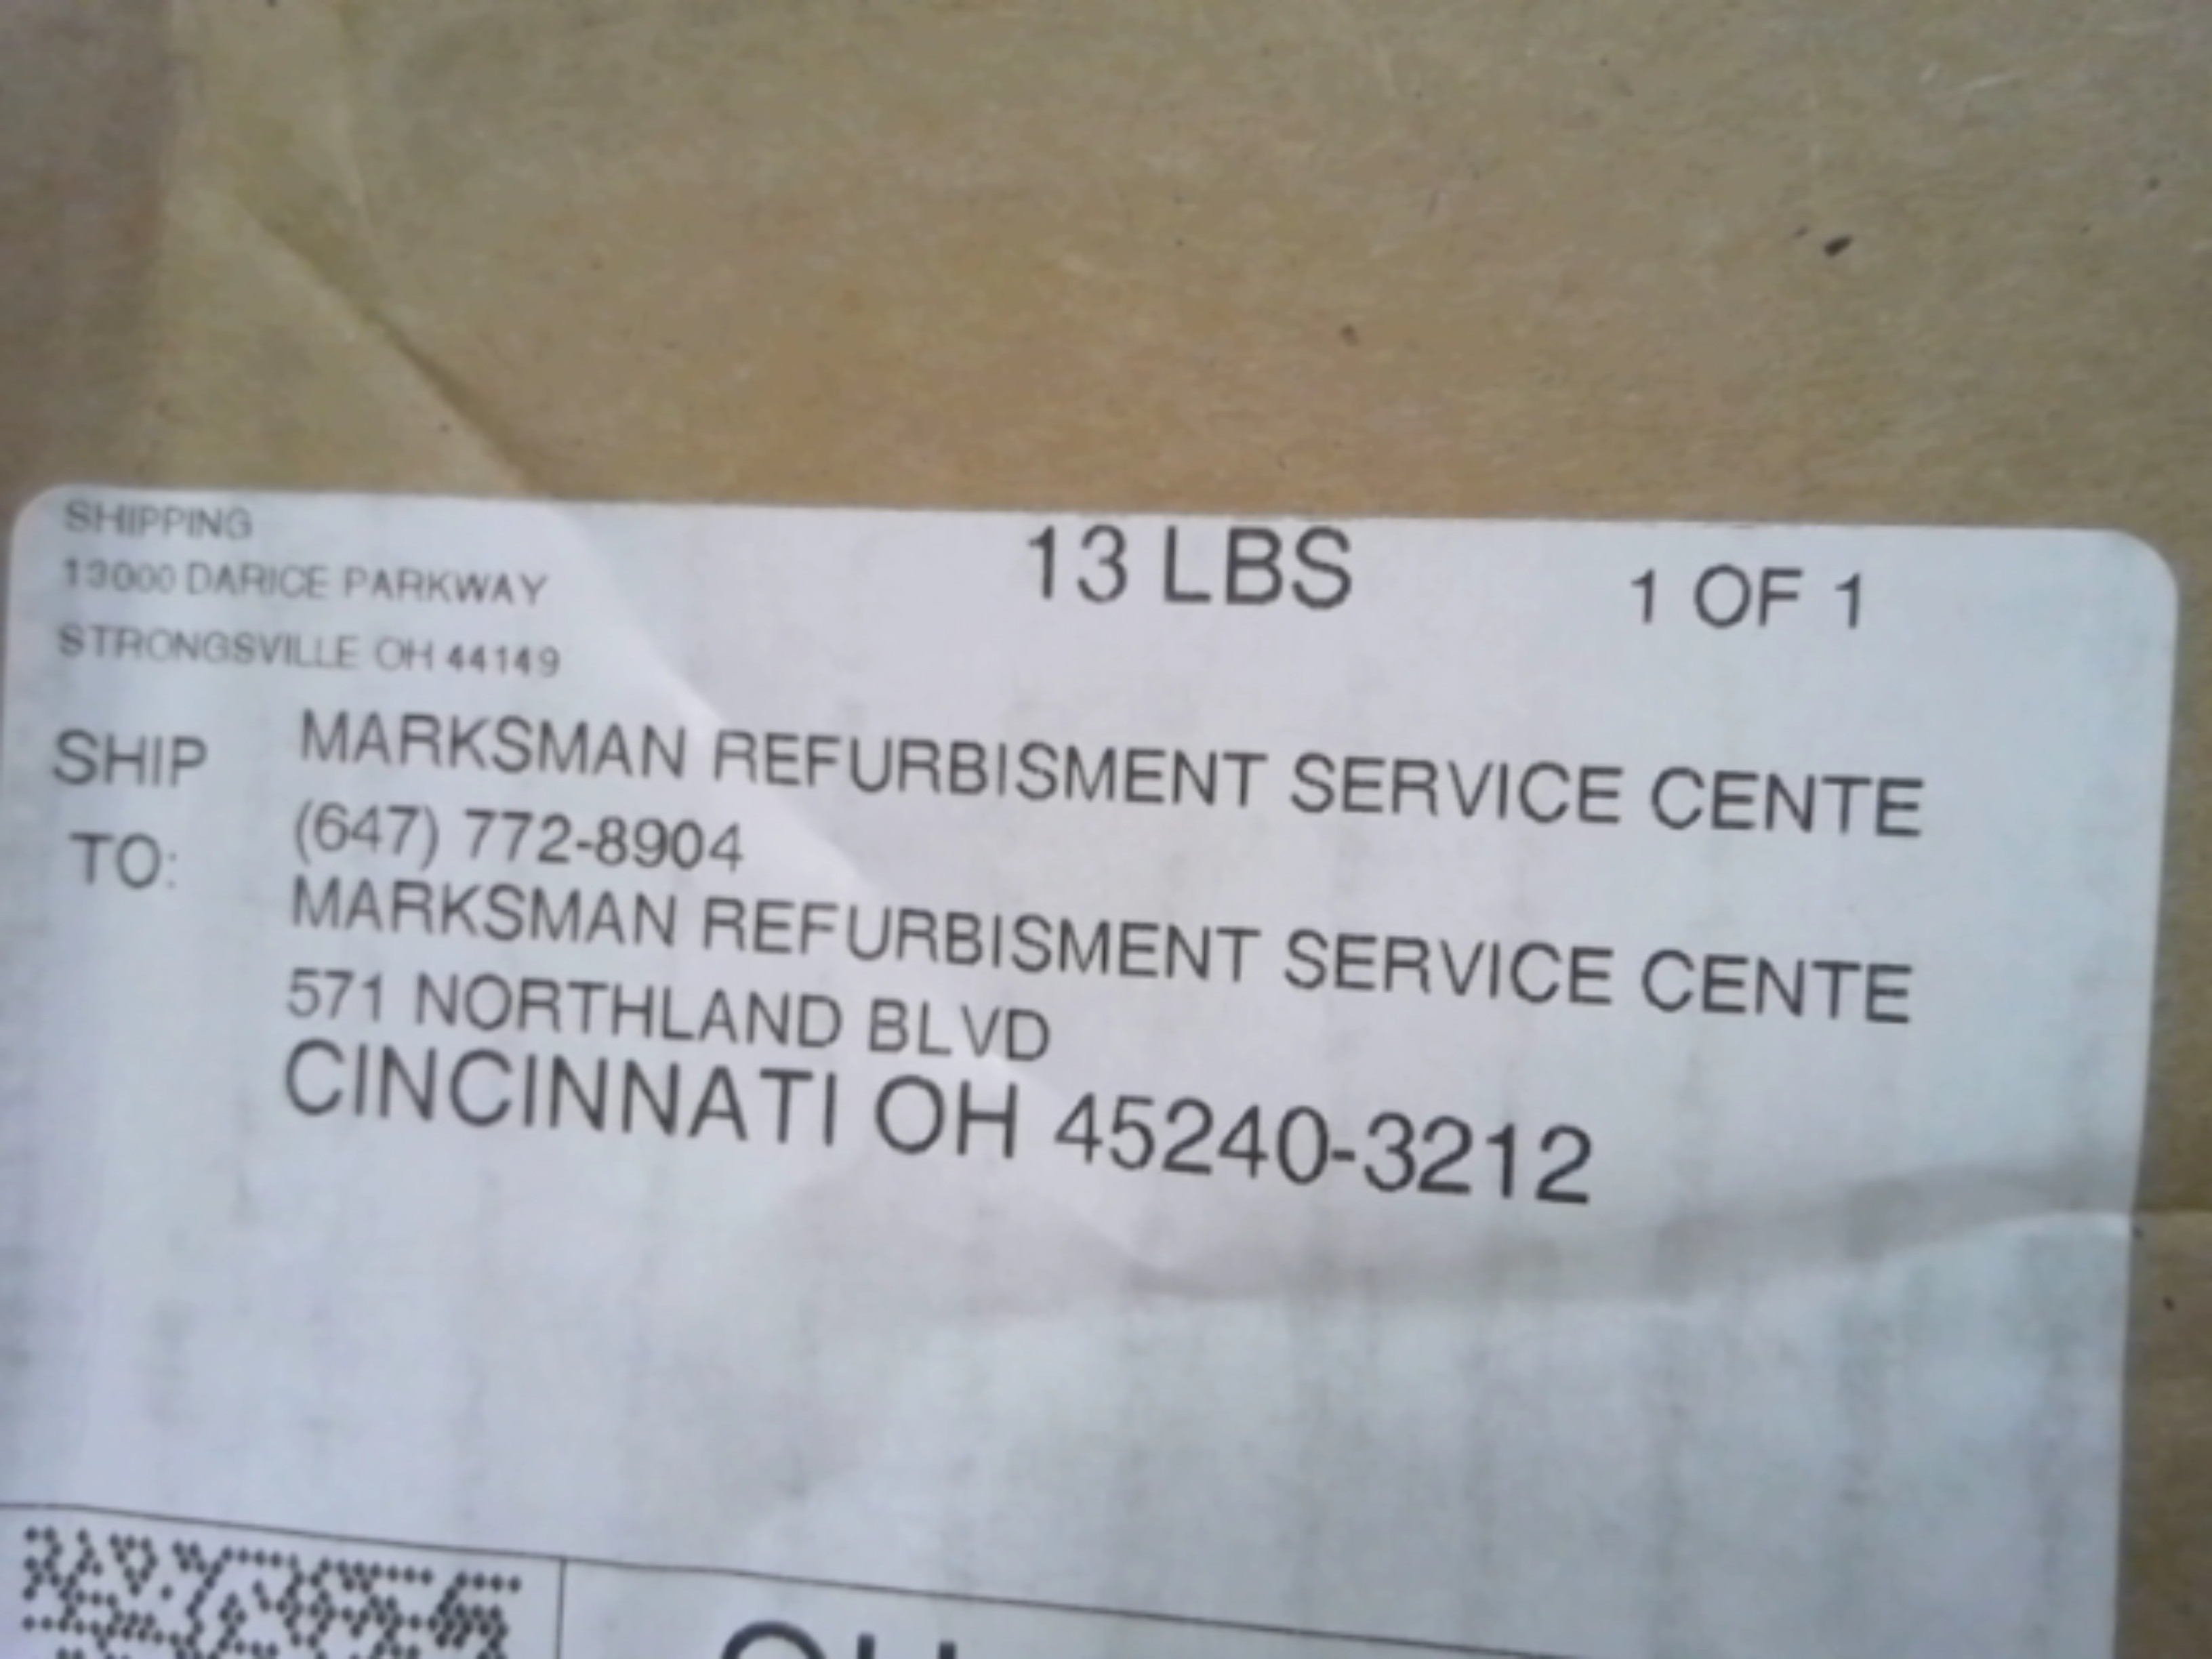 SHIPPING
13000 DARICE PARKWAY
STRONGSVILLE OH 44149
13 LBS
1 OF 1
SHIP TO:
MARKSMAN REFURBISMENT SERVICE CENTE
(647) 772-8904
MARKSMAN REFURBISMENT SERVICE CENTE
571 NORTHLAND BLVD
CINCINNATI OH 45240-3212
OH